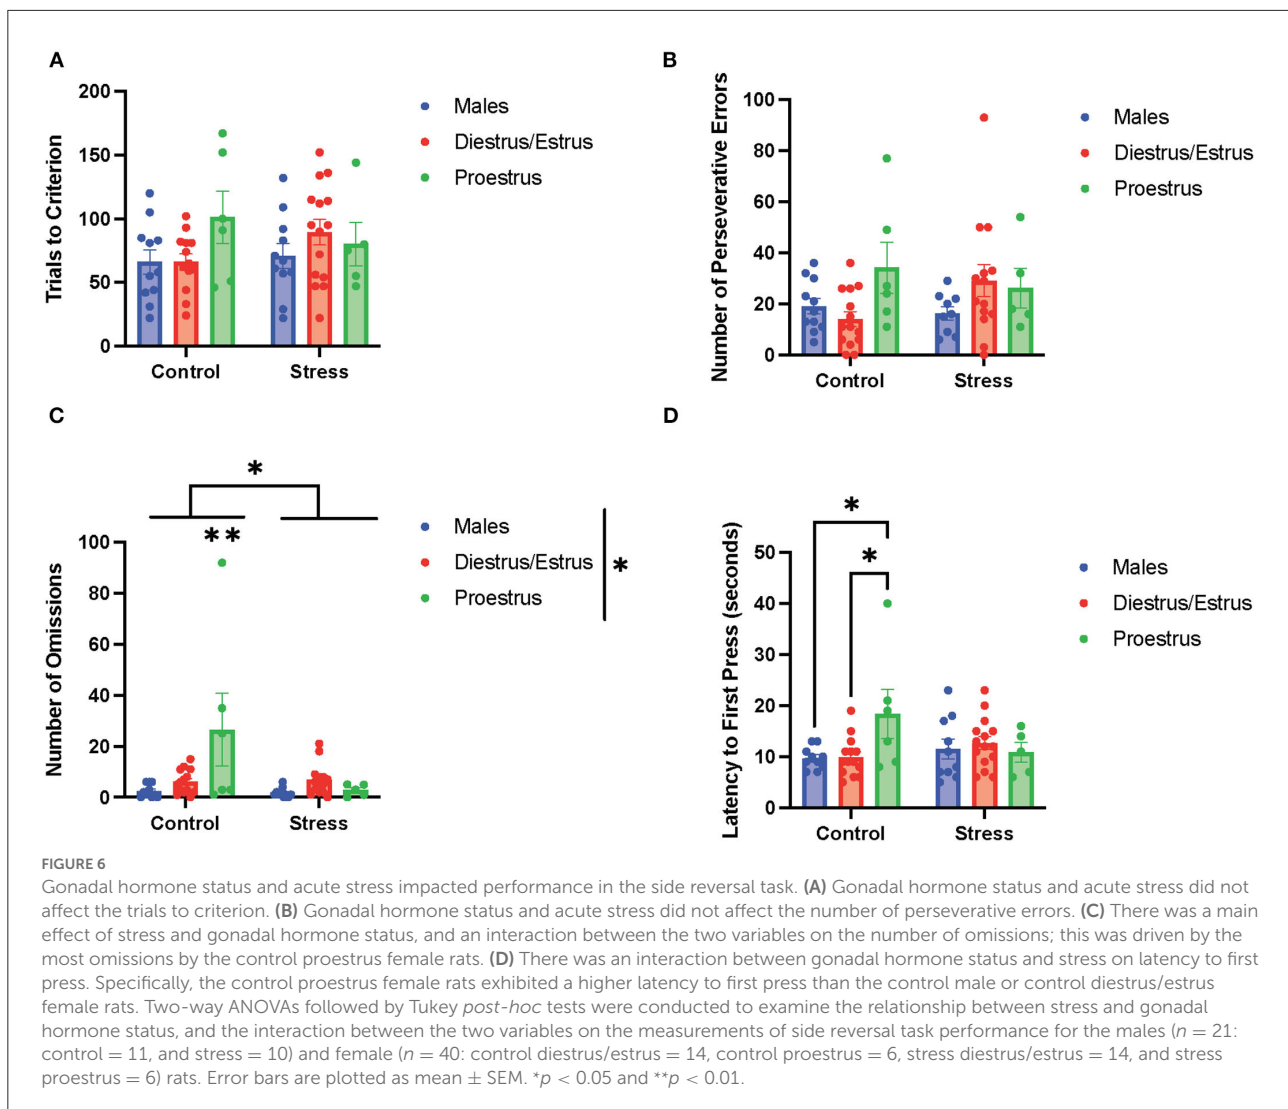 A
Trials to Criterion
200
150
100
50
0
Control
Stress
Males
Diestrus/Estrus
Proestrus
B
Number of Perseverative Errors
100
80
60
40
20
0
Control
Stress
Males
Diestrus/Estrus
Proestrus
C
Number of Omissions
100
80
60
40
20
0
*
**
Control
Stress
Males
Diestrus/Estrus
Proestrus
*
D
Latency to First Press (seconds)
50
40
30
20
10
0
*
*
Control
Stress
Males
Diestrus/Estrus
Proestrus
FIGURE 6
Gonadal hormone status and acute stress impacted performance in the side reversal task. (A) Gonadal hormone status and acute stress did not
affect the trials to criterion. (B) Gonadal hormone status and acute stress did not affect the number of perseverative errors. (C) There was a main
effect of stress and gonadal hormone status, and an interaction between the two variables on the number of omissions; this was driven by the
most omissions by the control proestrus female rats. (D) There was an interaction between gonadal hormone status and stress on latency to first
press. Specifically, the control proestrus female rats exhibited a higher latency to first press than the control male or control diestrus/estrus
female rats. Two-way ANOVAs followed by Tukey post-hoc tests were conducted to examine the relationship between stress and gonadal
hormone status, and the interaction between the two variables on the measurements of side reversal task performance for the males (n = 21:
control = 11, and stress = 10) and female (n = 40: control diestrus/estrus = 14, control proestrus = 6, stress diestrus/estrus = 14, and stress
proestrus = 6) rats. Error bars are plotted as mean ± SEM. *p < 0.05 and **p < 0.01.